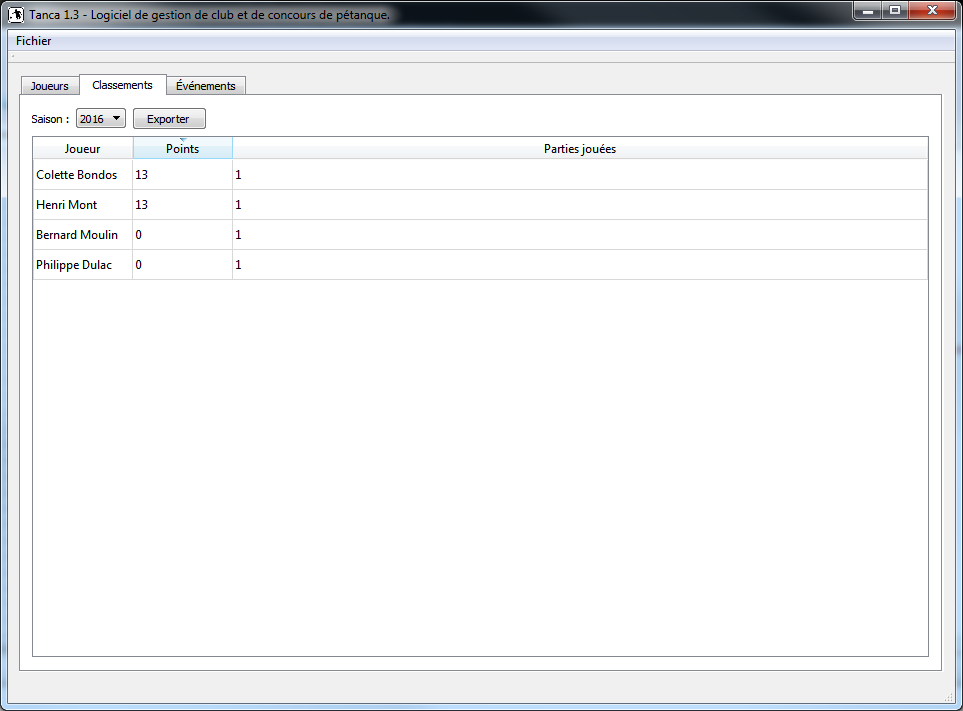 Tanca 1.3 - Logiciel de gestion de club et de concours de pétanque.
Fichier
Joueurs Classements Événements
Saison : 2016 Exporter
Joueur Points Parties jouées
Colette Bondos 13 1
Henri Mont 13 1
Bernard Moulin 0 1
Philippe Dulac 0 1